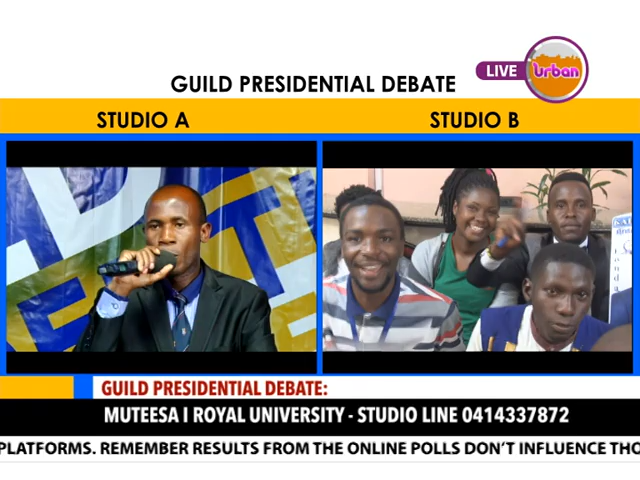 LIVE
urban
GUILD PRESIDENTIAL DEBATE
STUDIO A
STUDIO B
GUILD PRESIDENTIAL DEBATE:
MUTEESA I ROYAL UNIVERSITY - STUDIO LINE 0414337872
PLATFORMS. REMEMBER RESULTS FROM THE ONLINE POLLS DON'T INFLUENCE THO